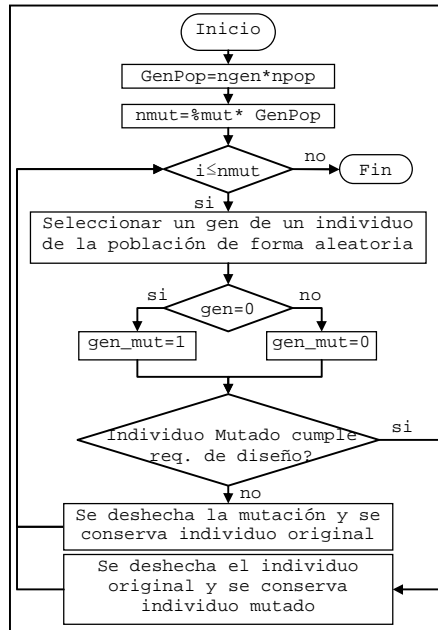 Inicio
GenPop=ngen*npop
nmut=%mut* GenPop
i≤nmut
no
Fin
si
Seleccionar un gen de un individuo
de la población de forma aleatoria
si
gen=0
no
gen_mut=1
gen_mut=0
Individuo Mutado cumple
req. de diseño?
si
no
Se deshecha la mutación y se
conserva individuo original
Se deshecha el individuo
original y se conserva
individuo mutado